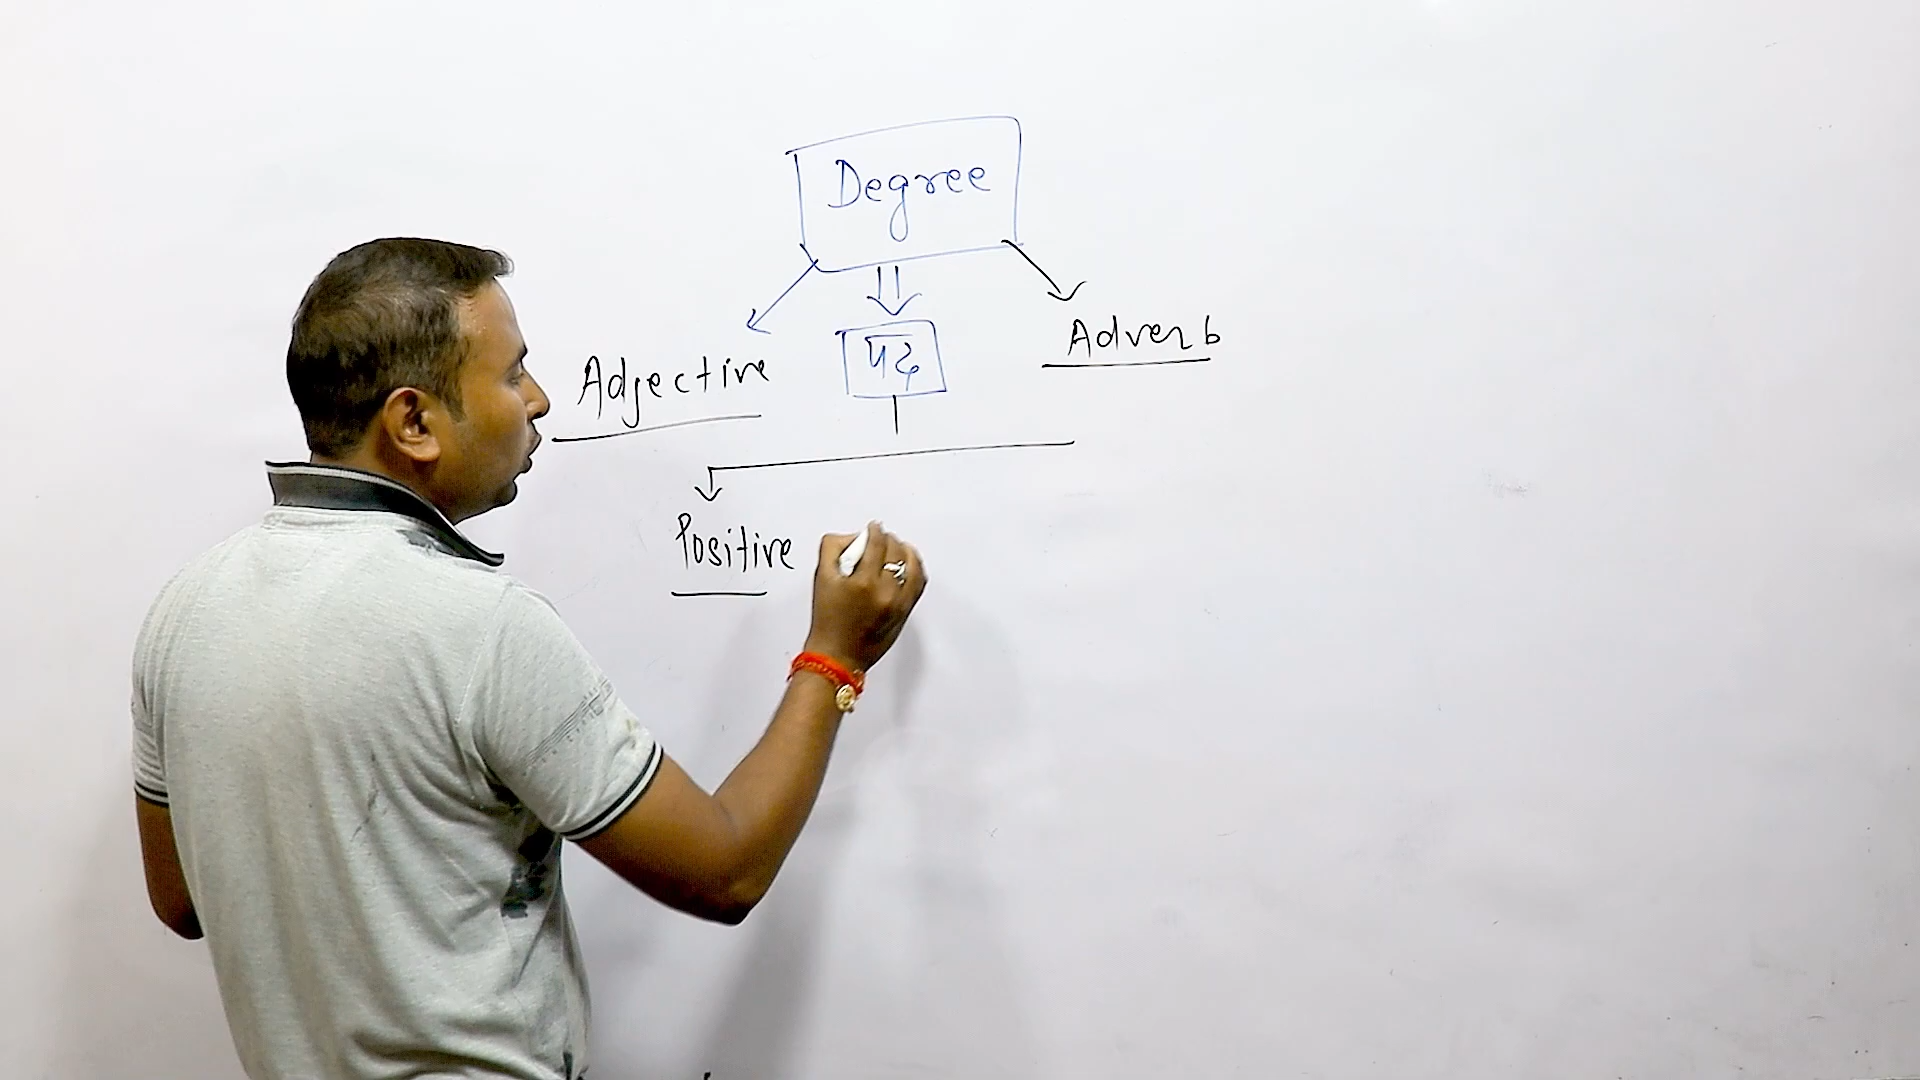 Degree
पद
Adjective
Adverb
Positive